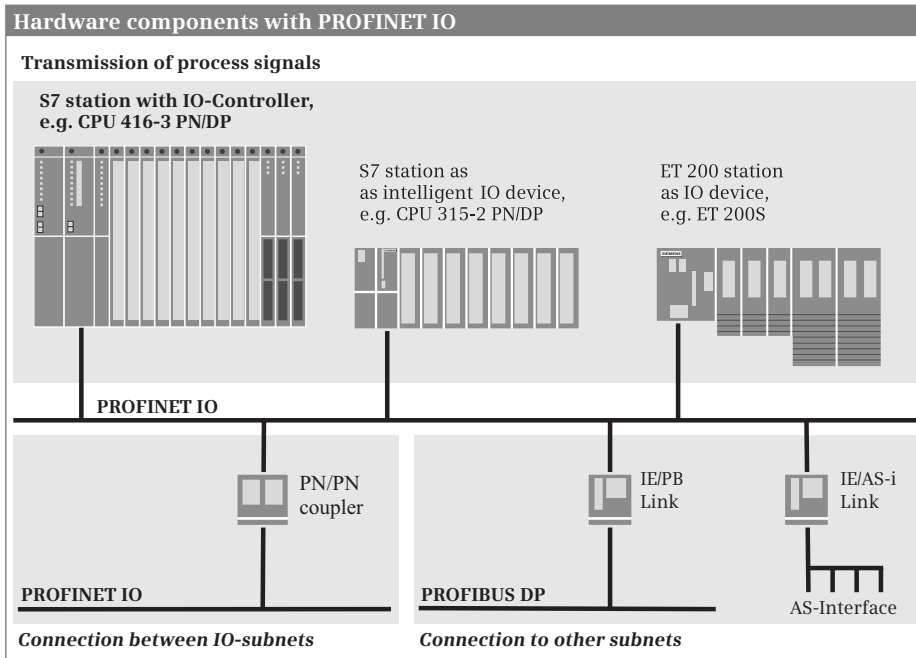 Hardware components with PROFINET IO
Transmission of process signals
S7 station with IO-Controller,
e.g. CPU 416-3 PN/DP
S7 station as
as intelligent IO device,
e.g. CPU 315-2 PN/DP
ET 200 station
as IO device,
e.g. ET 200S
SIEMENS
PROFINET IO
PN/PN
coupler
IE/PB
Link
IE/AS-i
Link
PROFINET IO
PROFIBUS DP
AS-Interface
Connection between IO-subnets
Connection to other subnets